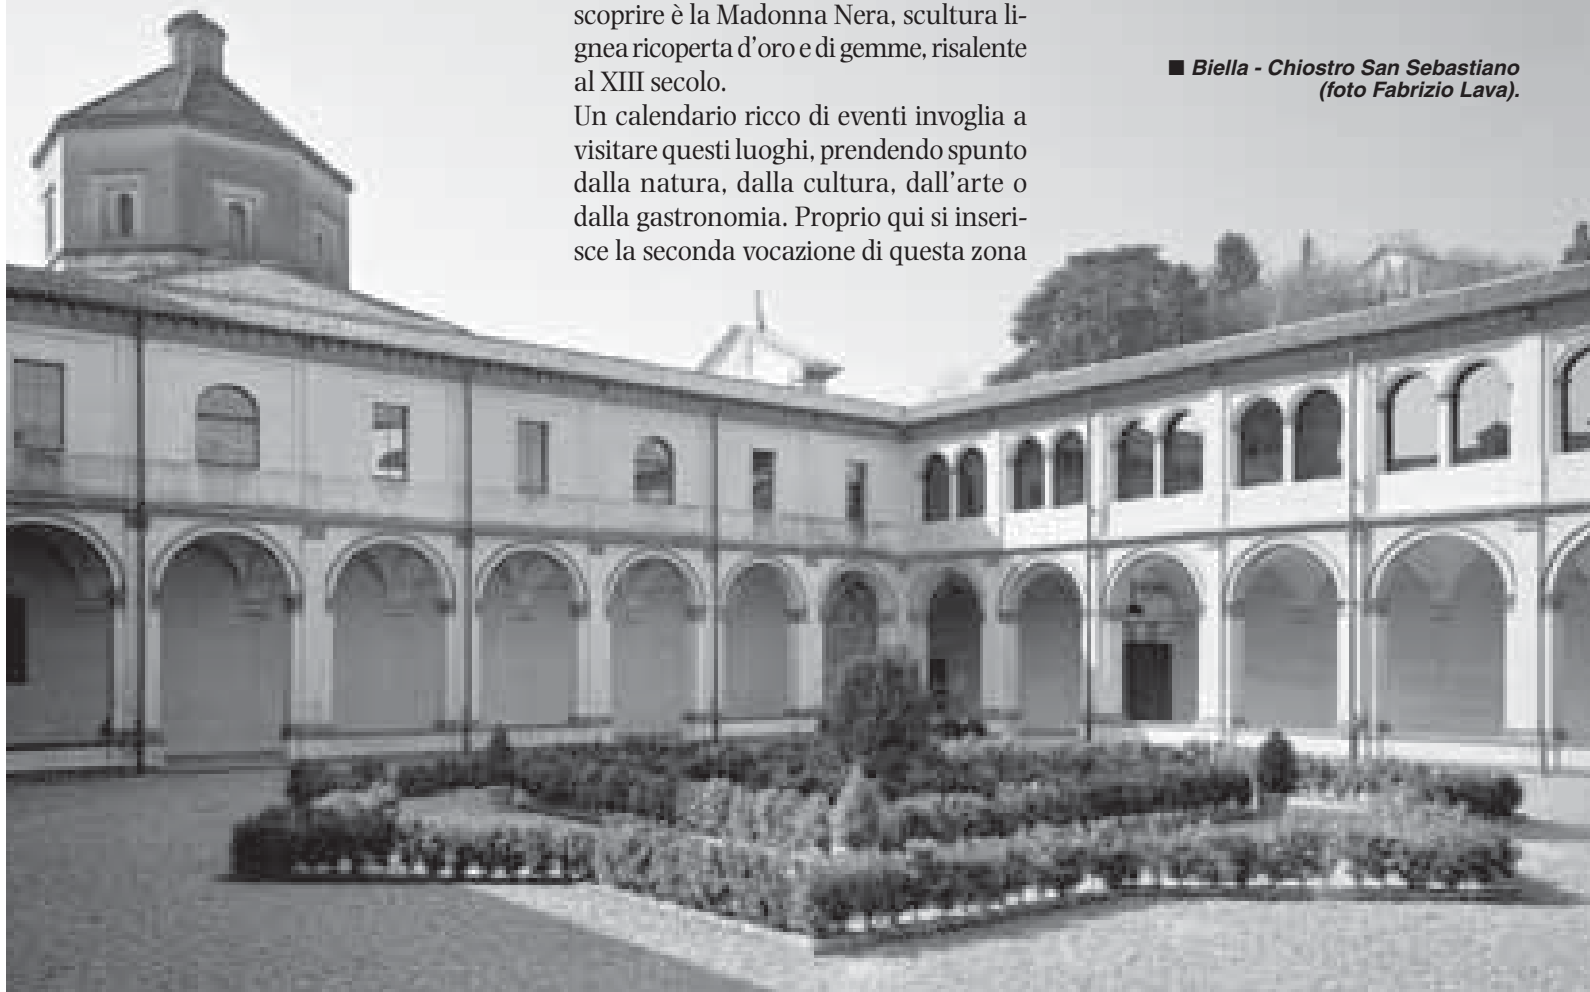 scoprire è la Madonna Nera, scultura li-
gnea ricoperta d’oro e di gemme, risalente
al XIII secolo.
Un calendario ricco di eventi invoglia a
visitare questi luoghi, prendendo spunto
dalla natura, dalla cultura, dall’arte o
dalla gastronomia. Proprio qui si inseri-
sce la seconda vocazione di questa zona
■ Biella - Chiostro San Sebastiano
(foto Fabrizio Lava).